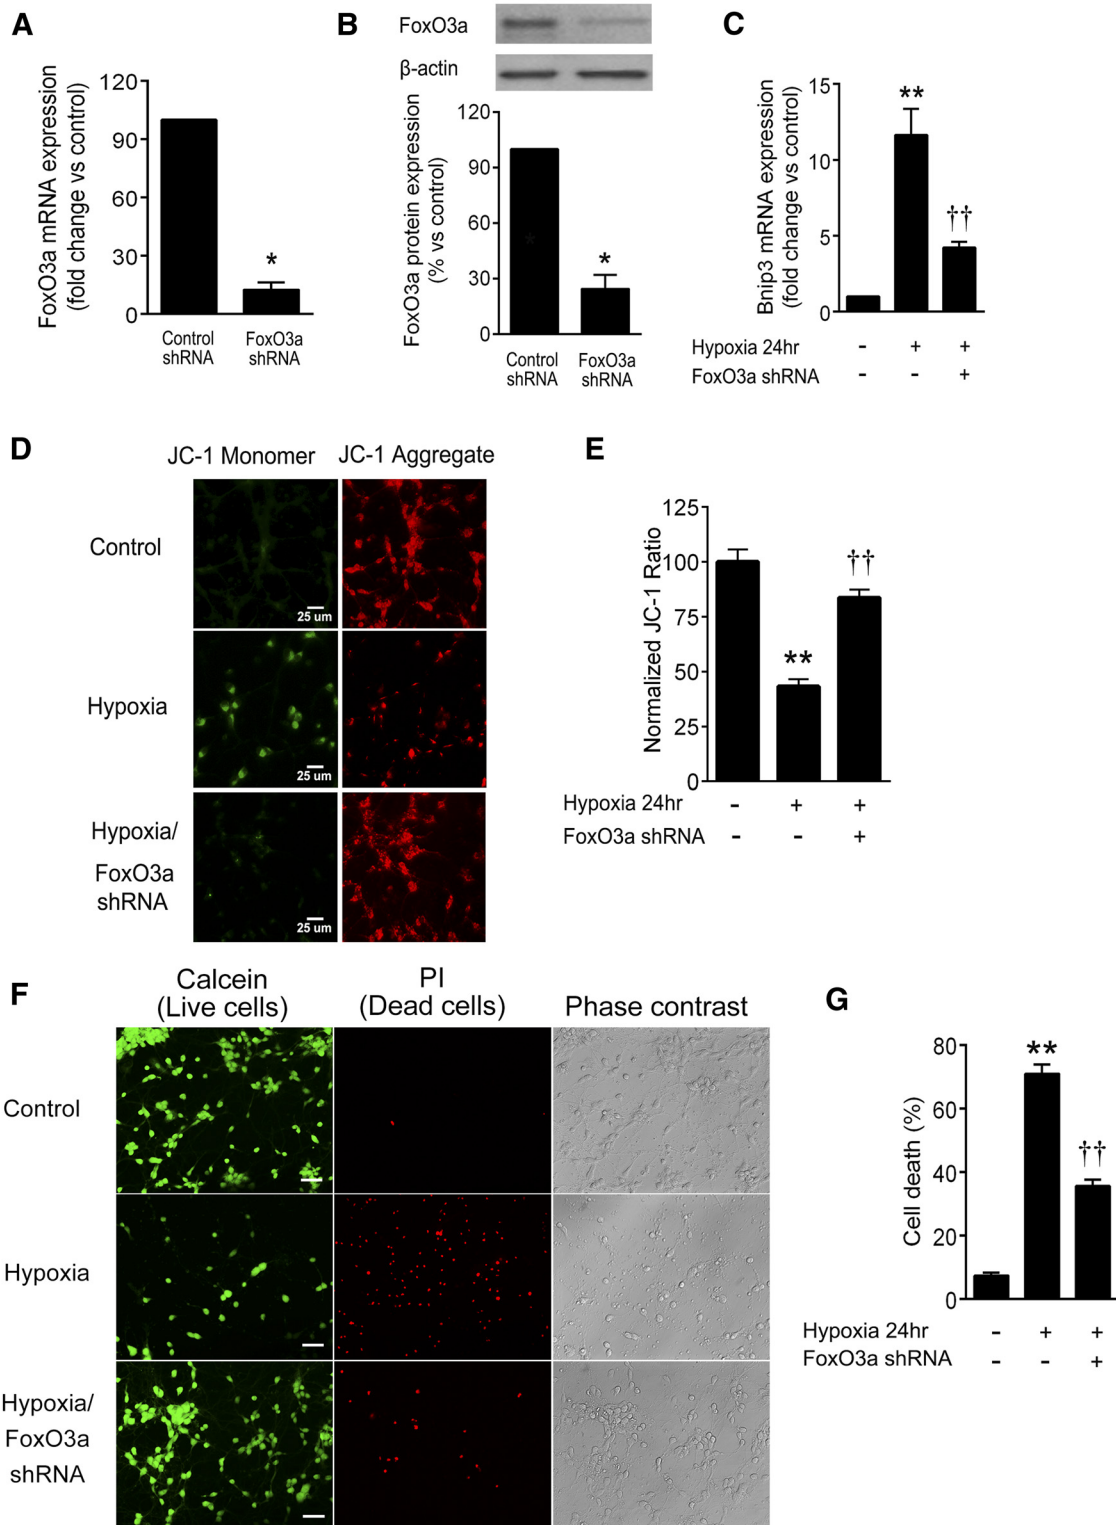 A
FoxO3a mRNA expression
(fold change vs control)
120
90
60
30
0
*
Control
shRNA
FoxO3a
shRNA
B
FoxO3a
β-actin
FoxO3a protein expression
(% vs control)
120
90
60
30
0
*
*
Control
shRNA
FoxO3a
shRNA
C
Bnip3 mRNA expression
(fold change vs control)
15
10
5
0
**
††
Hypoxia 24hr - + +
FoxO3a shRNA - - +
D
JC-1 Monomer JC-1 Aggregate
Control
25 um
Hypoxia
25 um
Hypoxia/
FoxO3a
shRNA
25 um
E
Normalized JC-1 Ratio
125
100
75
50
25
0
**
††
Hypoxia 24hr - + +
FoxO3a shRNA - - +
F
Calcein
(Live cells)
PI
(Dead cells)
Phase contrast
Control
Hypoxia
Hypoxia/
FoxO3a
shRNA
G
Cell death (%)
80
60
40
20
0
**
††
Hypoxia 24hr - + +
FoxO3a shRNA - - +